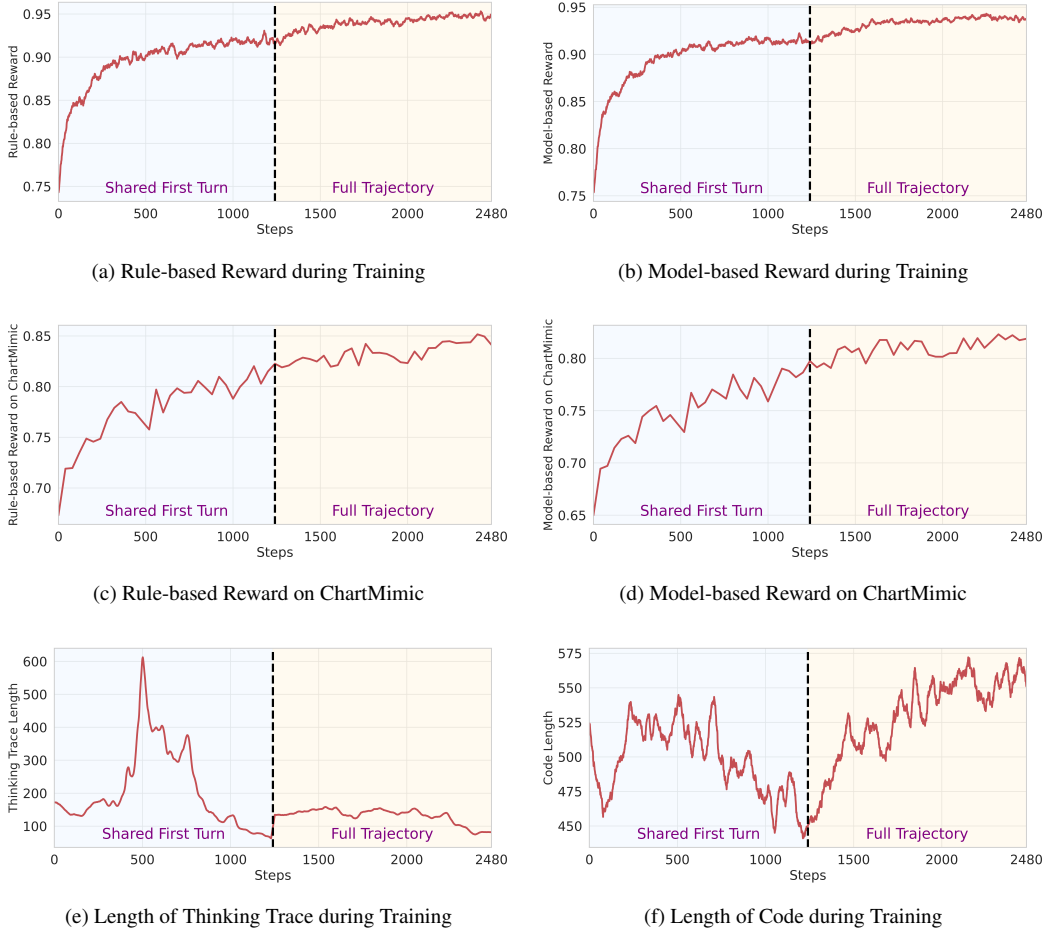 0.95
0.90
0.85
0.80
0.75
Rule-based Reward
Shared First Turn
Full Trajectory
0
500
1000
1500
2000
2480
Steps
(a) Rule-based Reward during Training
0.95
0.90
0.85
0.80
0.75
Model-based Reward
Shared First Turn
Full Trajectory
0
500
1000
1500
2000
2480
Steps
(b) Model-based Reward during Training
0.85
0.80
0.75
0.70
Rule-based Reward on ChartMimic
Shared First Turn
Full Trajectory
0
500
1000
1500
2000
2480
Steps
(c) Rule-based Reward on ChartMimic
0.80
0.75
0.70
0.65
Model-based Reward on ChartMimic
Shared First Turn
Full Trajectory
0
500
1000
1500
2000
2480
Steps
(d) Model-based Reward on ChartMimic
600
500
400
300
200
100
Thinking Trace Length
Shared First Turn
Full Trajectory
0
500
1000
1500
2000
2480
Steps
(e) Length of Thinking Trace during Training
575
550
525
500
475
450
Code Length
Shared First Turn
Full Trajectory
0
500
1000
1500
2000
2480
Steps
(f) Length of Code during Training